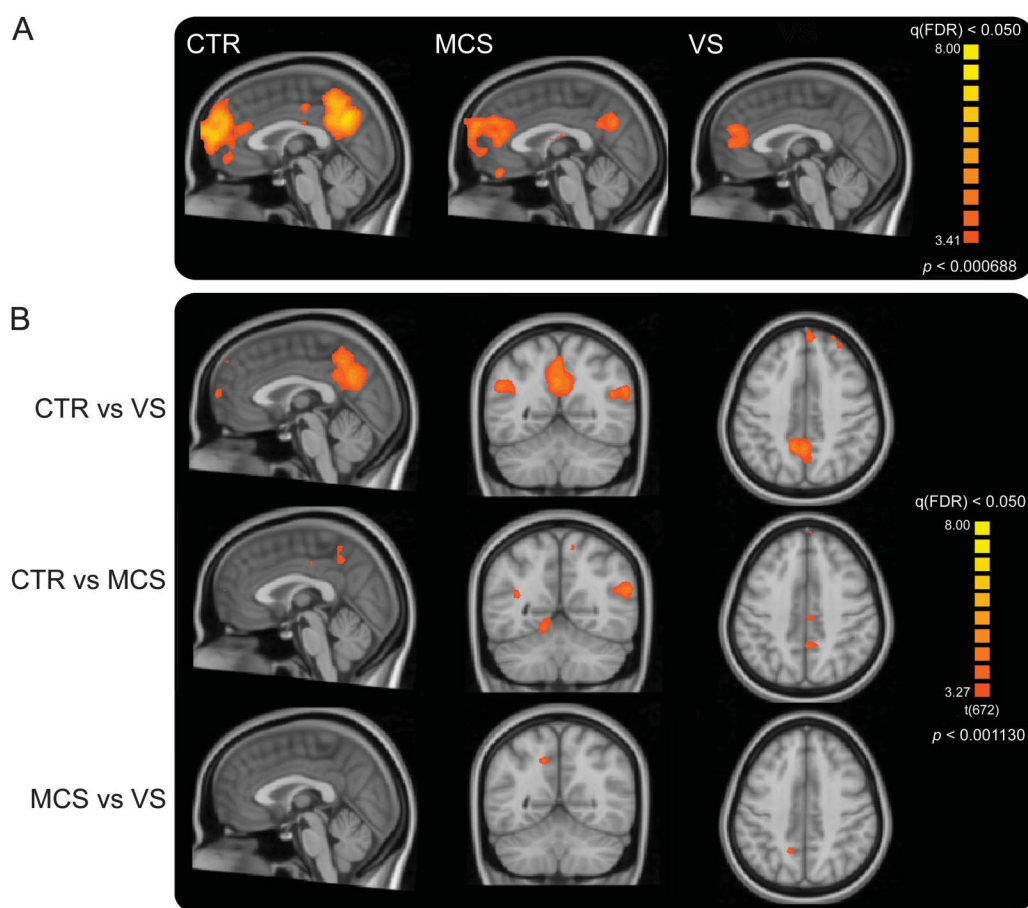 A
CTR
MCS
VS
q(FDR) < 0.050
8.00
3.41
p < 0.000688
B
CTR vs VS
CTR vs MCS
MCS vs VS
q(FDR) < 0.050
8.00
3.27
t(672)
p < 0.001130